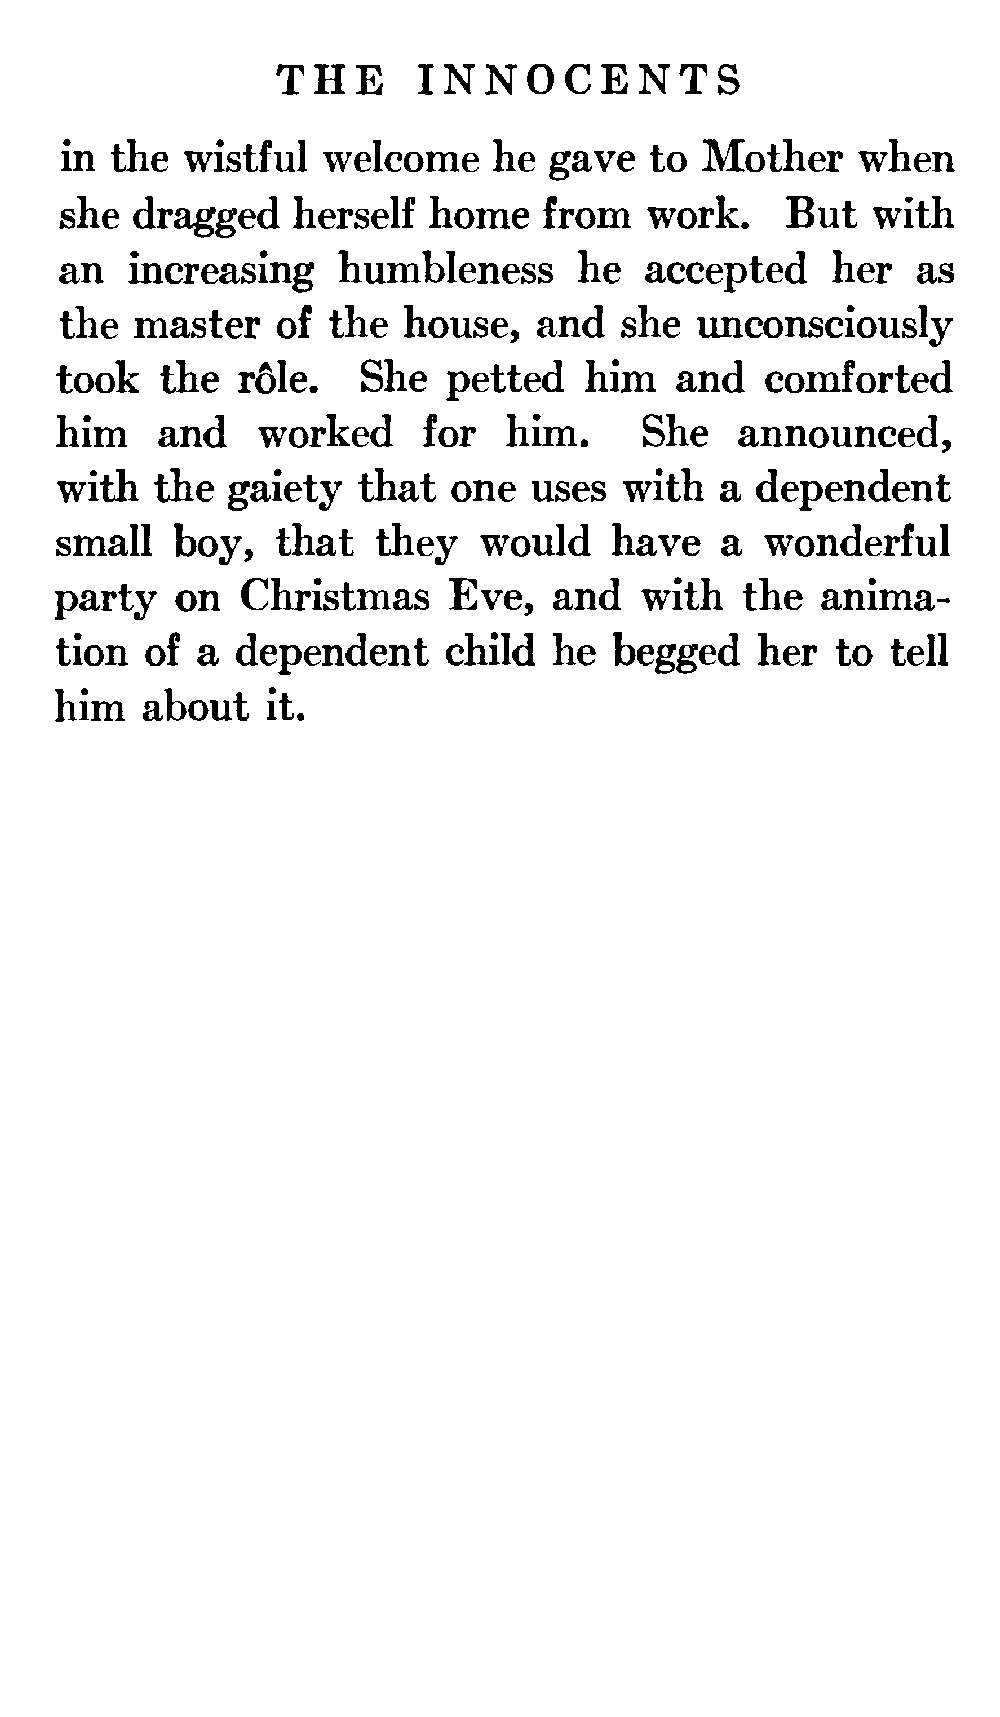 THE INNOCENTS
in the wistful welcome he gave to Mother when
she dragged herself home from work. But with
an increasing humbleness he accepted her as
the master of the house, and she unconsciously
took the rôle. She petted him and comforted
him and worked for him. She announced,
with the gaiety that one uses with a dependent
small boy, that they would have a wonderful
party on Christmas Eve, and with the anima-
tion of a dependent child he begged her to tell
him about it.